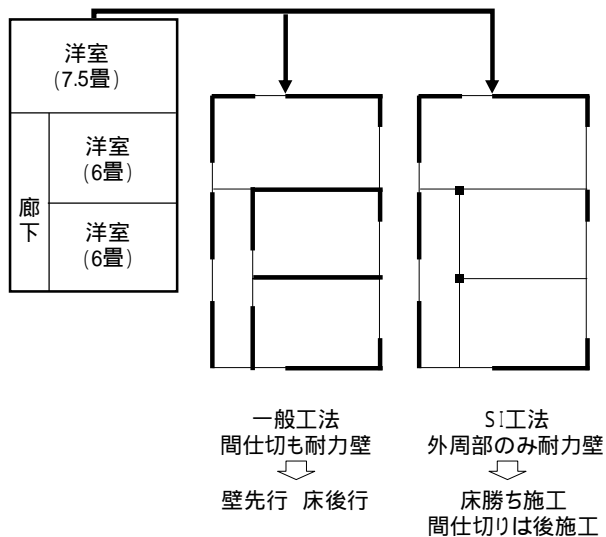 洋室
(7.5畳)
洋室
(6畳)
廊下
洋室
(6畳)
一般工法
間仕切も耐力壁
壁先行 床後行
SI工法
外周部のみ耐力壁
床勝ち施工
間仕切りは後施工